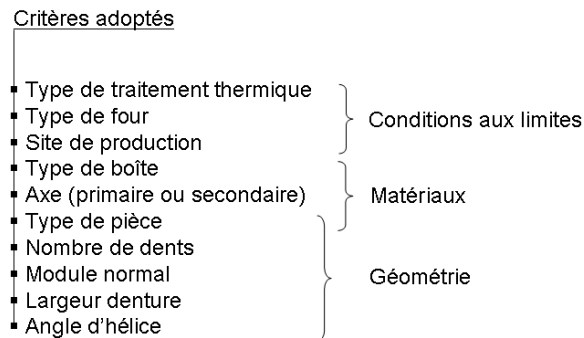 Critères adoptés
Type de traitement thermique
Type de four
Site de production
Conditions aux limites
Type de boîte
Axe (primaire ou secondaire)
Matériaux
Type de pièce
Nombre de dents
Module normal
Géométrie
Largeur denture
Angle d'hélice